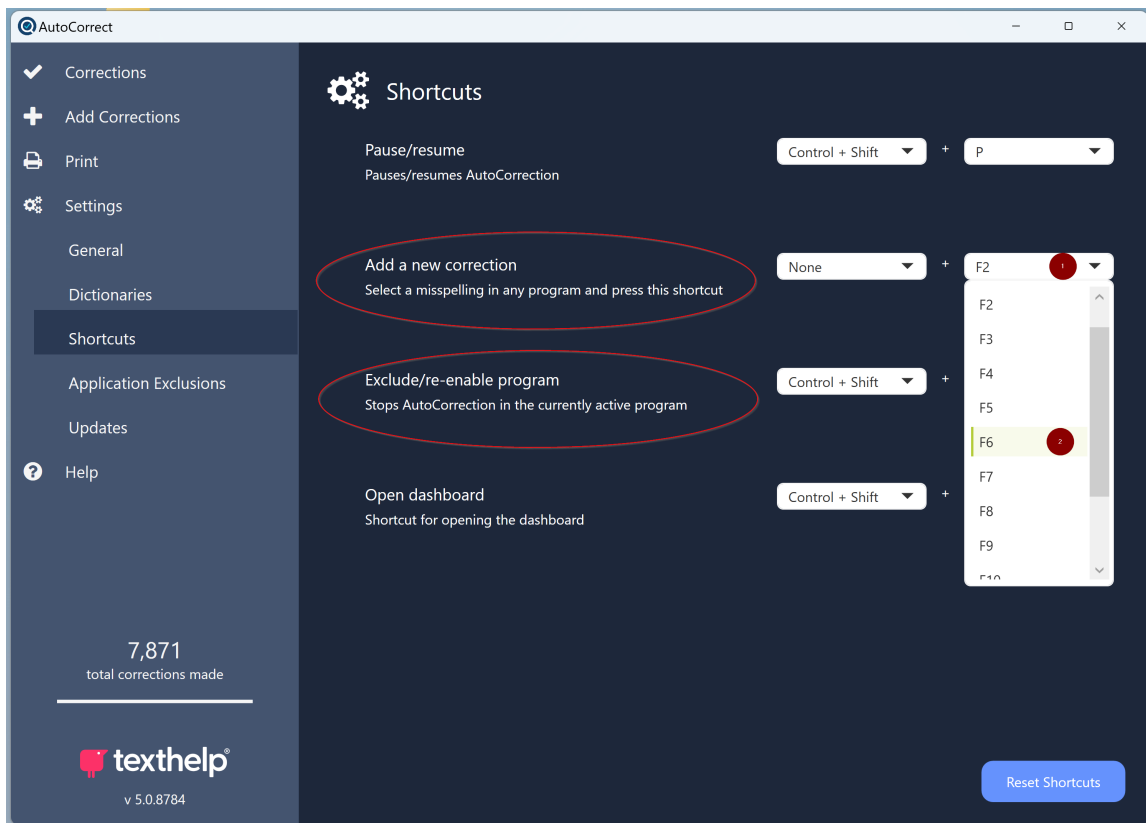 AutoCorrect
Corrections
Add Corrections
Print
Settings
General
Dictionaries
Shortcuts
Application Exclusions
Updates
Help
7,871
total corrections made
texthelp®
v 5.0.8784
Shortcuts
Pause/resume
Pauses/resumes AutoCorrection
Control + Shift + P
Add a new correction
Select a misspelling in any program and press this shortcut
None + F2 1
F2
F3
F4
F5
F6 2
F7
F8
F9
F10
Exclude/re-enable program
Stops AutoCorrection in the currently active program
Control + Shift +
Open dashboard
Shortcut for opening the dashboard
Control + Shift +
Reset Shortcuts